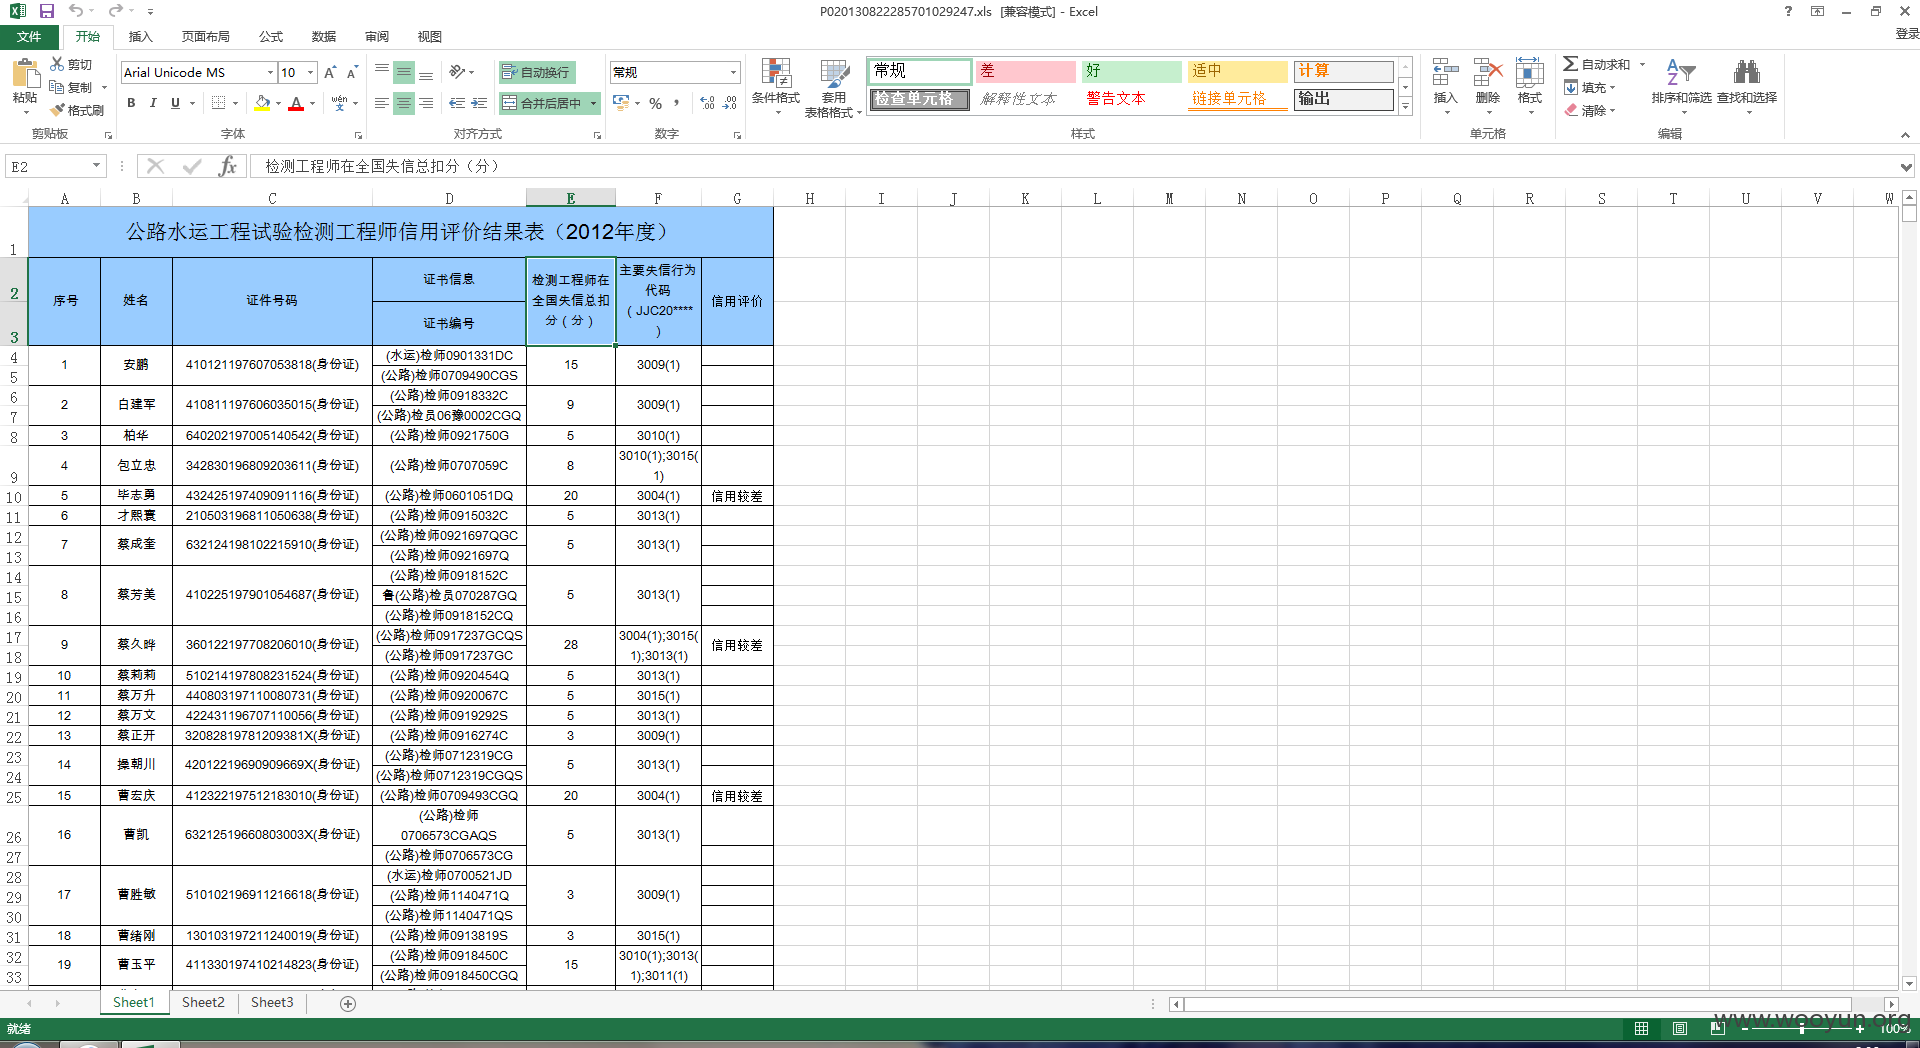 P020130822285701029247.xls [兼容模式] - Excel
登录
文件 开始 插入 页面布局 公式 数据 审阅 视图
粘贴 剪切 复制 格式刷 剪贴板
Arial Unicode MS 10 B I U A 字体
自动换行 合并后居中 对齐方式
常规 % 数字
条件格式 套用表格格式
常规 差 好 适中 计算
检查单元格 解释性文本 警告文本 链接单元格 输出
样式
插入 删除 格式 单元格
自动求和 填充 清除 排序和筛选 查找和选择 编辑
E2 fx 检测工程师在全国失信总扣分（分）
A B C D E F G H I J K L M N O P Q R S T U V W
1 公路水运工程试验检测工程师信用评价结果表（2012年度）
2 序号 姓名 证件号码 证书信息 检测工程师在全国失信总扣分（分） 主要失信行为代码（JJC20****） 信用评价
3 证书编号
4 1 安鹏 410121197607053818(身份证) (水运)检师0901331DC 15 3009(1)
5 (公路)检师0709490CGS
6 2 白建军 410811197606035015(身份证) (公路)检师0918332C 9 3009(1)
7 (公路)检员06豫0002CGQ
8 3 柏华 640202197005140542(身份证) (公路)检师0921750G 5 3010(1)
9 4 包立忠 342830196809203611(身份证) (公路)检师0707059C 8 3010(1);3015(1)
10 5 毕志勇 432425197409091116(身份证) (公路)检师0601051DQ 20 3004(1) 信用较差
11 6 才熙寰 210503196811050638(身份证) (公路)检师0915032C 5 3013(1)
12 7 蔡成奎 632124198102215910(身份证) (公路)检师0921697QGC 5 3013(1)
13 (公路)检师0921697Q
14 8 蔡芳美 410225197901054687(身份证) (公路)检师0918152C 5 3013(1)
15 鲁(公路)检员070287GQ
16 (公路)检师0918152CQ
17 9 蔡久晔 360122197708206010(身份证) (公路)检师0917237GCQS 28 3004(1);3015(1);3013(1) 信用较差
18 (公路)检师0917237GC
19 10 蔡莉莉 510214197808231524(身份证) (公路)检师0920454Q 5 3013(1)
20 11 蔡万升 440803197110080731(身份证) (公路)检师0920067C 5 3015(1)
21 12 蔡万文 422431196707110056(身份证) (公路)检师0919292S 5 3013(1)
22 13 蔡正开 32082819781209381X(身份证) (公路)检师0916274C 3 3009(1)
23 14 操朝川 42012219690909669X(身份证) (公路)检师0712319CG 5 3013(1)
24 (公路)检师0712319CGQS
25 15 曹宏庆 412322197512183010(身份证) (公路)检师0709493CGQ 20 3004(1) 信用较差
26 16 曹凯 63212519660803003X(身份证) (公路)检师0706573CGAQS 5 3013(1)
27 (公路)检师0706573CG
28 17 曹胜敏 510102196911216618(身份证) (水运)检师0700521JD 3 3009(1)
29 (公路)检师1140471Q
30 (公路)检师1140471QS
31 18 曹绪刚 130103197211240019(身份证) (公路)检师0913819S 3 3015(1)
32 19 曹玉平 411330197410214823(身份证) (公路)检师0918450C 15 3010(1);3013(1);3011(1)
33 (公路)检师0918450CGQ
Sheet1 Sheet2 Sheet3
就绪 100%
www.wooyun.org